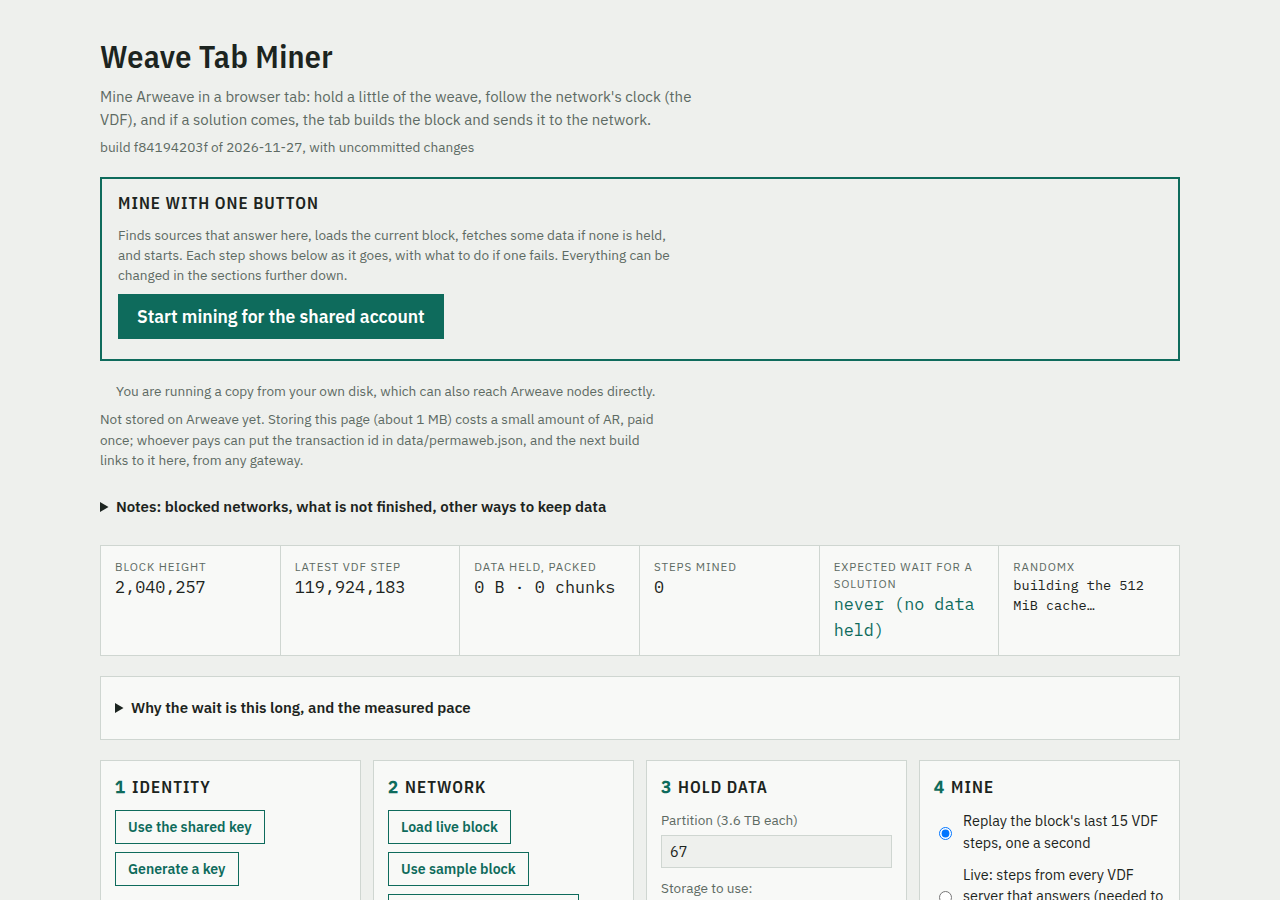 Weave Tab Miner
Mine Arweave in a browser tab: hold a little of the weave, follow the network's clock (the
VDF), and if a solution comes, the tab builds the block and sends it to the network.
build f84194203f of 2026-11-27, with uncommitted changes
MINE WITH ONE BUTTON
Finds sources that answer here, loads the current block, fetches some data if none is held,
and starts. Each step shows below as it goes, with what to do if one fails. Everything can be
changed in the sections further down.
Start mining for the shared account
You are running a copy from your own disk, which can also reach Arweave nodes directly.
Not stored on Arweave yet. Storing this page (about 1 MB) costs a small amount of AR, paid
once; whoever pays can put the transaction id in data/permaweb.json, and the next build
links to it here, from any gateway.
Notes: blocked networks, what is not finished, other ways to keep data
BLOCK HEIGHT
2,040,257
LATEST VDF STEP
119,924,183
DATA HELD, PACKED
0 B · 0 chunks
STEPS MINED
0
EXPECTED WAIT FOR A
SOLUTION
never (no data
held)
RANDOMX
building the 512
MiB cache…
Why the wait is this long, and the measured pace
1 IDENTITY
Use the shared key
Generate a key
2 NETWORK
Load live block
Use sample block
3 HOLD DATA
Partition (3.6 TB each)
67
Storage to use:
4 MINE
Replay the block's last 15 VDF
steps, one a second
Live: steps from every VDF
server that answers (needed to